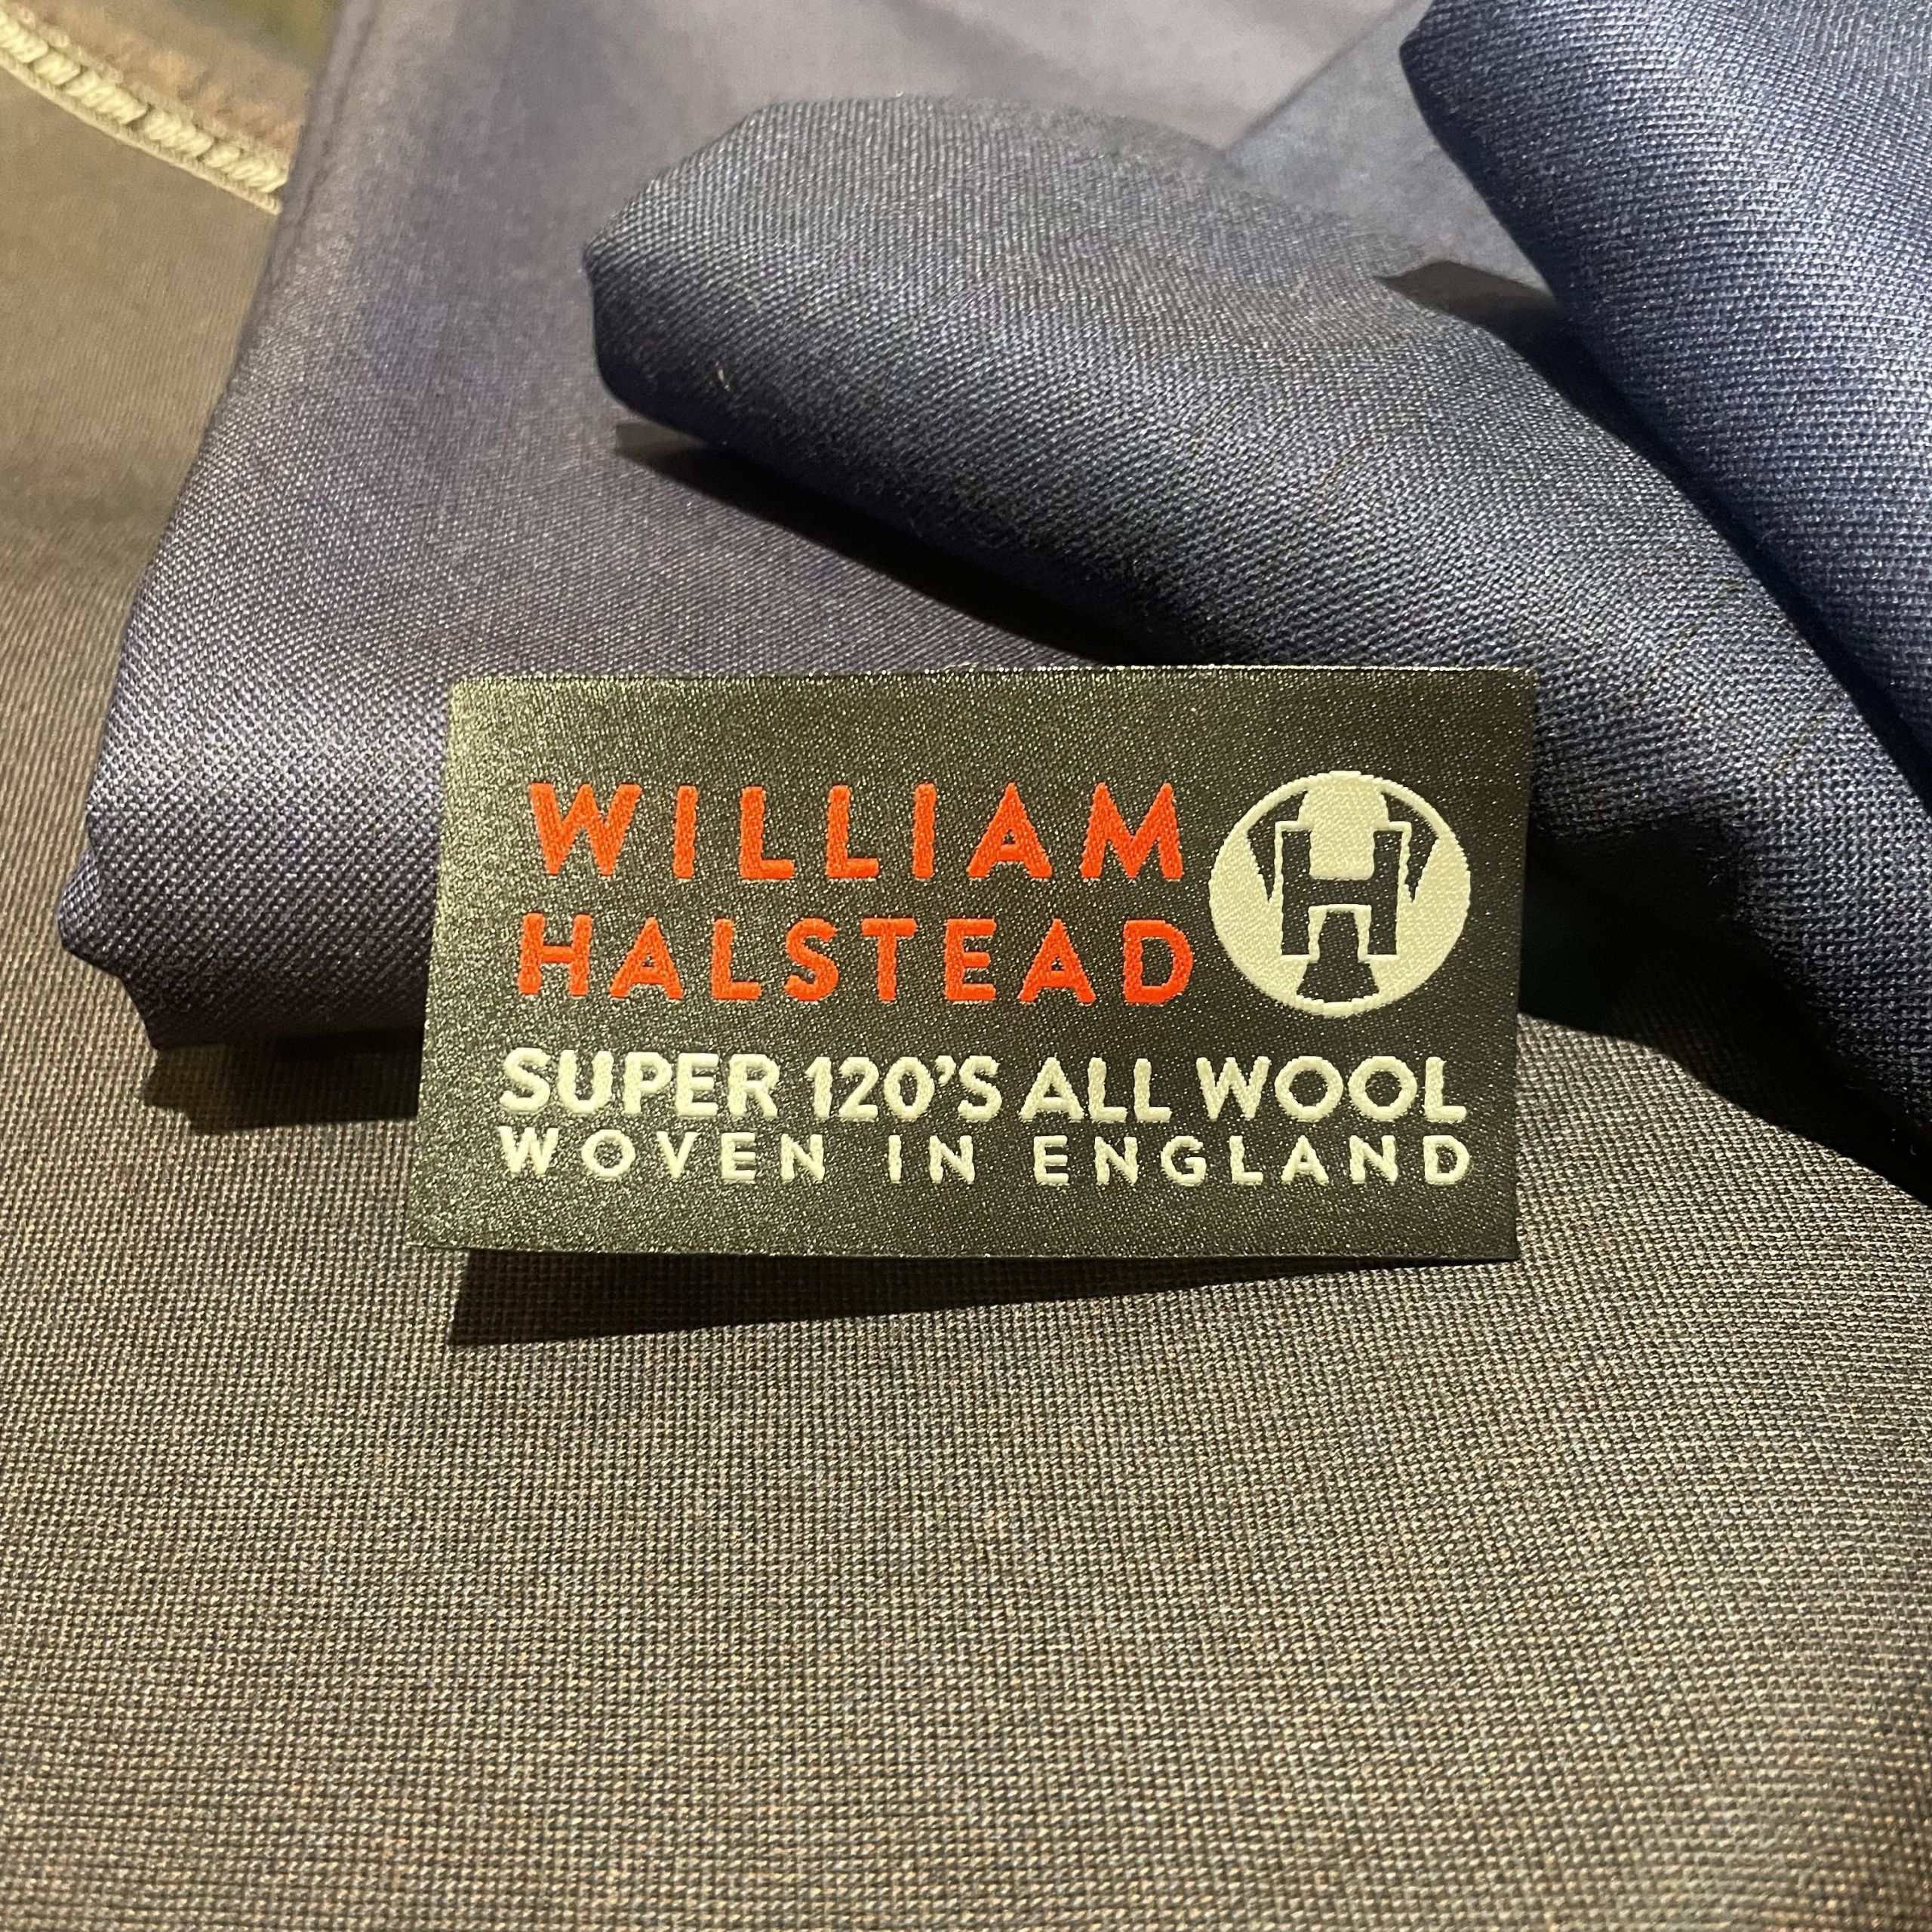 WILLIAM
HALSTEAD
H
SUPER 120'S ALL WOOL
WOVEN IN ENGLAND